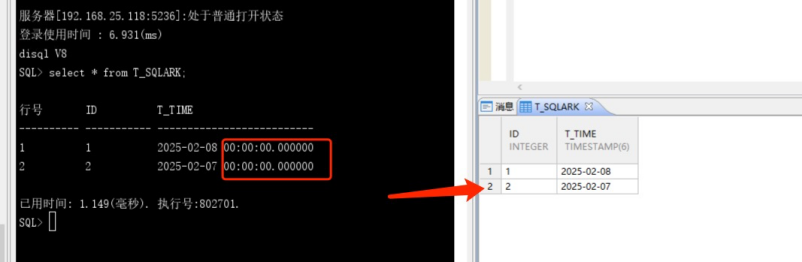 服务器[192.168.25.118:5236]:处于普通打开状态
登录使用时间 : 6.931(ms)
disql V8
SQL> select * from T_SQLARK;
行号 ID T_TIME
---------- ----------- --------------------------
1 1 2025-02-08 00:00:00.000000
2 2 2025-02-07 00:00:00.000000
已用时间: 1.149(毫秒). 执行号:802701.
SQL>
消息 T_SQLARK
ID T_TIME
INTEGER TIMESTAMP(6)
1 1 2025-02-08
2 2 2025-02-07